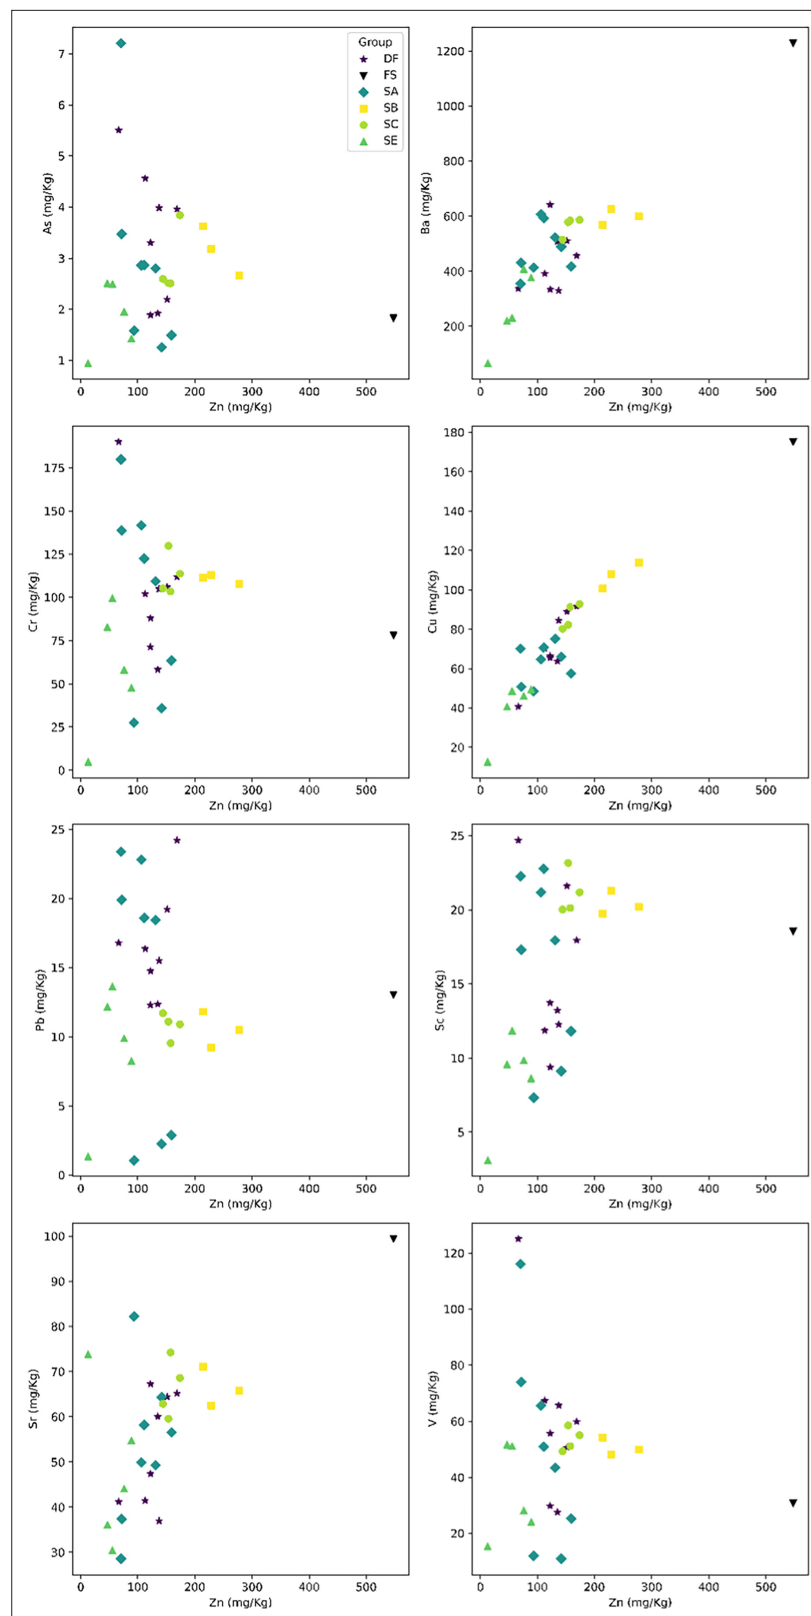 7
6
5
4
3
2
1
As (mg/Kg)
0 100 200 300 400 500
Zn (mg/Kg)
Group
DF
FS
SA
SB
SC
SE
1200
1000
800
600
400
200
Ba (mg/Kg)
0 100 200 300 400 500
Zn (mg/Kg)
175
150
125
100
75
50
25
0
Cr (mg/Kg)
0 100 200 300 400 500
Zn (mg/Kg)
180
160
140
120
100
80
60
40
20
Cu (mg/Kg)
0 100 200 300 400 500
Zn (mg/Kg)
25
20
15
10
5
0
Pb (mg/Kg)
0 100 200 300 400 500
Zn (mg/Kg)
25
20
15
10
5
Sc (mg/Kg)
0 100 200 300 400 500
Zn (mg/Kg)
100
90
80
70
60
50
40
30
Sr (mg/Kg)
0 100 200 300 400 500
Zn (mg/Kg)
120
100
80
60
40
20
V (mg/Kg)
0 100 200 300 400 500
Zn (mg/Kg)